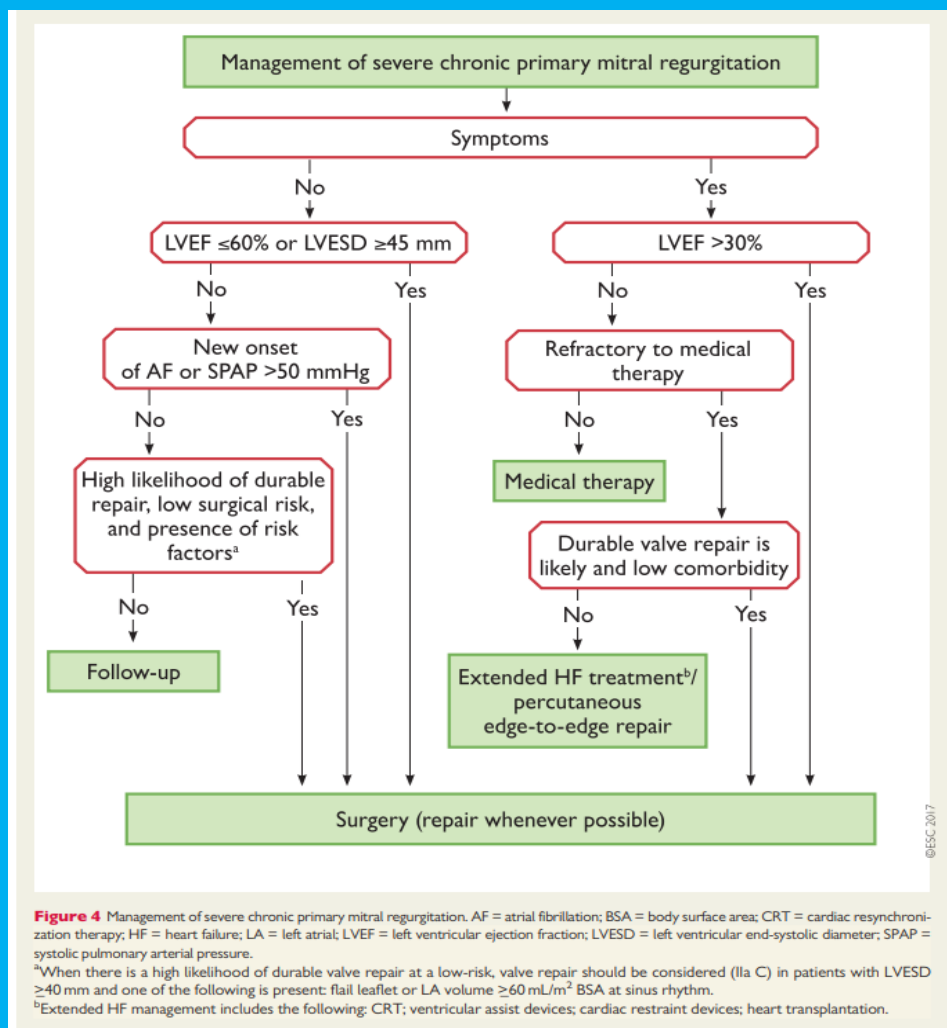 Management of severe chronic primary mitral regurgitation
Symptoms
No
Yes
LVEF ≤60% or LVESD ≥45 mm
LVEF >30%
No
Yes
No
Yes
New onset
of AF or SPAP >50 mmHg
Refractory to medical
therapy
No
Yes
No
Yes
High likelihood of durable
repair, low surgical risk,
and presence of risk
factorsᵃ
Medical therapy
Durable valve repair is
likely and low comorbidity
No
Yes
No
Yes
Follow-up
Extended HF treatmentᵇ/
percutaneous
edge-to-edge repair
Surgery (repair whenever possible)
©ESC 2017
Figure 4 Management of severe chronic primary mitral regurgitation. AF = atrial fibrillation; BSA = body surface area; CRT = cardiac resynchroni-
zation therapy; HF = heart failure; LA = left atrial; LVEF = left ventricular ejection fraction; LVESD = left ventricular end-systolic diameter; SPAP =
systolic pulmonary arterial pressure.
ᵃWhen there is a high likelihood of durable valve repair at a low-risk, valve repair should be considered (IIa C) in patients with LVESD
≥40 mm and one of the following is present: flail leaflet or LA volume ≥60 mL/m² BSA at sinus rhythm.
ᵇExtended HF management includes the following: CRT; ventricular assist devices; cardiac restraint devices; heart transplantation.